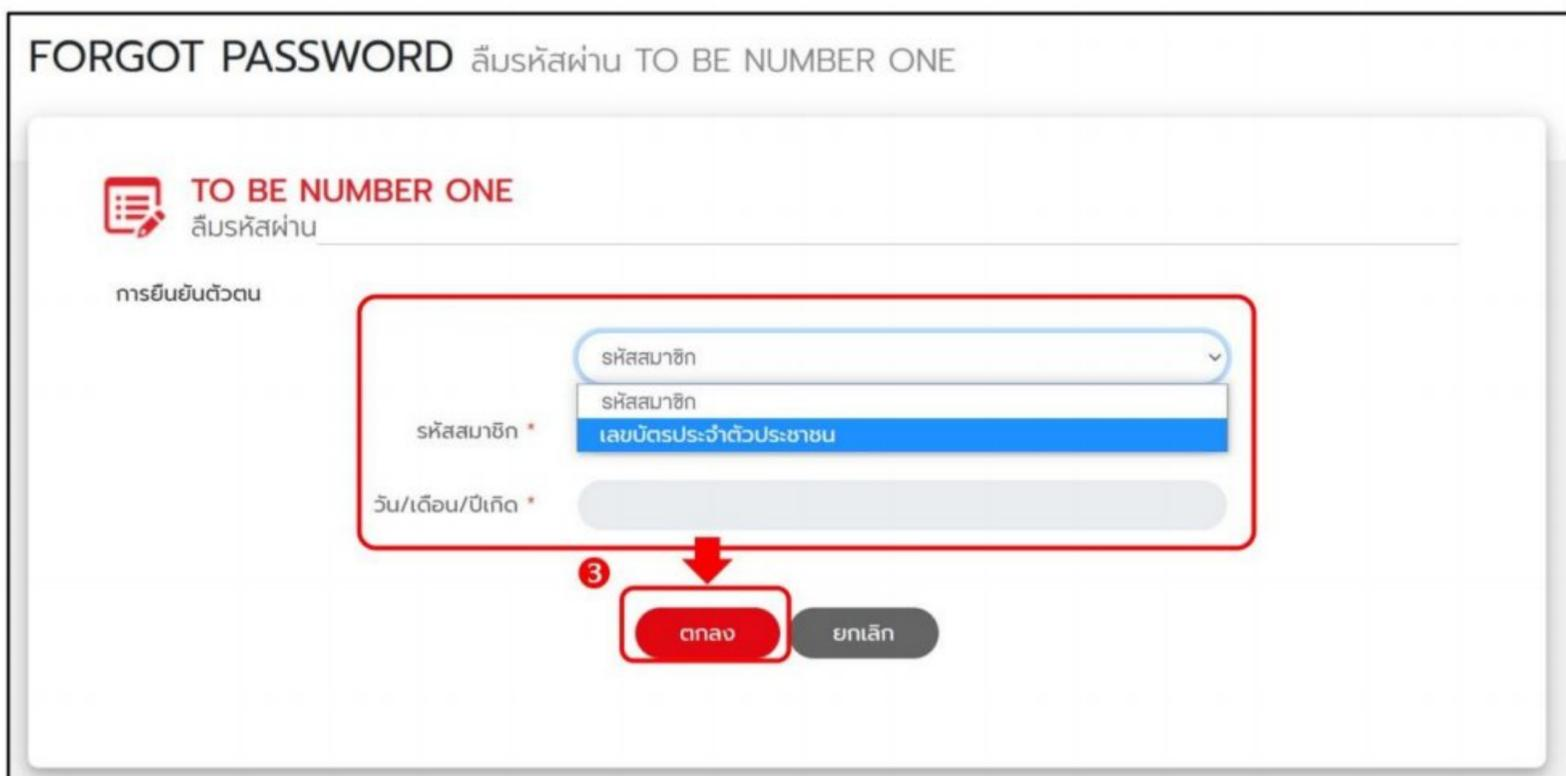 FORGOT PASSWORD ลืมรหัสผ่าน TO BE NUMBER ONE
TO BE NUMBER ONE
ลืมรหัสผ่าน
การยืนยันตัวตน
รหัสสมาชิก
รหัสสมาชิก
รหัสสมาชิก *
เลขบัตรประจำตัวประชาชน
วัน/เดือน/ปีเกิด *
3
ตกลง ยกเลิก